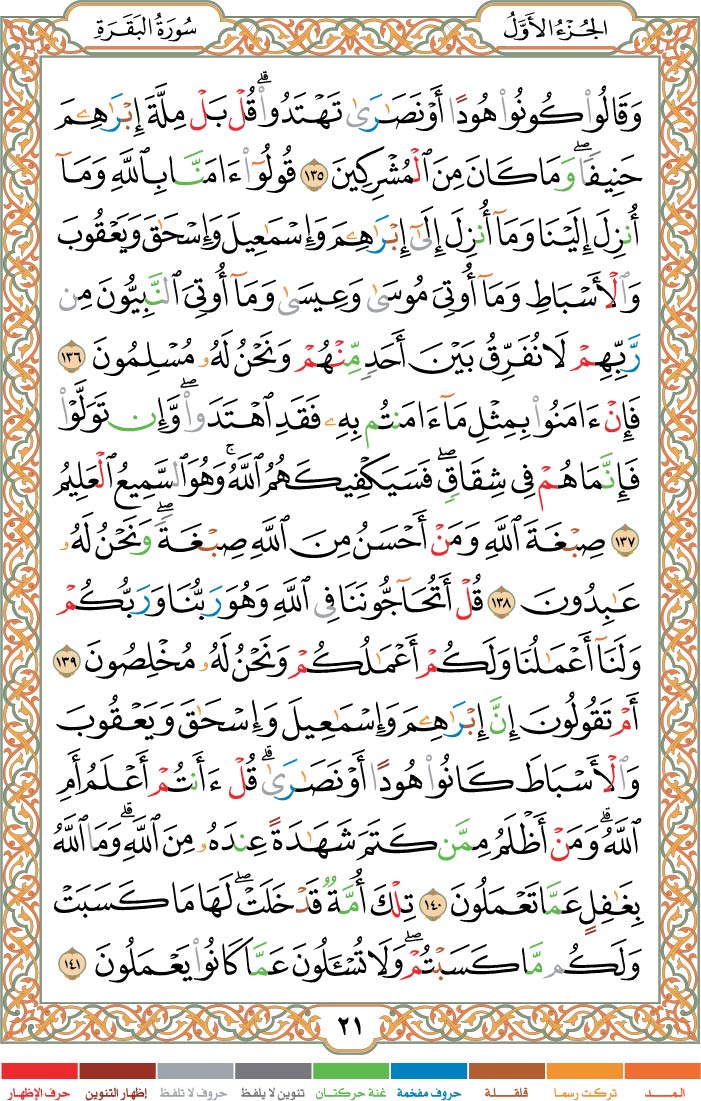 الجُزْءُ الأَوَّلُ
سُورَةُ البَقَرَةِ
وَقَالُوا۟ كُونُوا۟ هُودًا أَوْ نَصَـٰرَىٰ تَهْتَدُوا۟ ۗ قُلْ بَلْ مِلَّةَ إِبْرَٰهِـۧمَ
حَنِيفًا ۖ وَمَا كَانَ مِنَ ٱلْمُشْرِكِينَ ١٣٥ قُولُوٓا۟ ءَامَنَّا بِٱللَّهِ وَمَآ
أُنزِلَ إِلَيْنَا وَمَآ أُنزِلَ إِلَىٰٓ إِبْرَٰهِـۧمَ وَإِسْمَـٰعِيلَ وَإِسْحَـٰقَ وَيَعْقُوبَ
وَٱلْأَسْبَاطِ وَمَآ أُوتِىَ مُوسَىٰ وَعِيسَىٰ وَمَآ أُوتِىَ ٱلنَّبِيُّونَ مِن
رَّبِّهِمْ لَا نُفَرِّقُ بَيْنَ أَحَدٍ مِّنْهُمْ وَنَحْنُ لَهُۥ مُسْلِمُونَ ١٣٦
فَإِنْ ءَامَنُوا۟ بِمِثْلِ مَآ ءَامَنتُم بِهِۦ فَقَدِ ٱهْتَدَوا۟ ۖ وَّإِن تَوَلَّوْا۟
فَإِنَّمَا هُمْ فِى شِقَاقٍ ۖ فَسَيَكْفِيكَهُمُ ٱللَّهُ ۚ وَهُوَ ٱلسَّمِيعُ ٱلْعَلِيمُ
١٣٧ صِبْغَةَ ٱللَّهِ وَمَنْ أَحْسَنُ مِنَ ٱللَّهِ صِبْغَةً ۖ وَنَحْنُ لَهُۥ
عَـٰبِدُونَ ١٣٨ قُلْ أَتُحَآجُّونَنَا فِى ٱللَّهِ وَهُوَ رَبُّنَا وَرَبُّكُمْ
وَلَنَآ أَعْمَـٰلُنَا وَلَكُمْ أَعْمَـٰلُكُمْ وَنَحْنُ لَهُۥ مُخْلِصُونَ ١٣٩
أَمْ تَقُولُونَ إِنَّ إِبْرَٰهِـۧمَ وَإِسْمَـٰعِيلَ وَإِسْحَـٰقَ وَيَعْقُوبَ
وَٱلْأَسْبَاطَ كَانُوا۟ هُودًا أَوْ نَصَـٰرَىٰ ۗ قُلْ ءَأَنتُمْ أَعْلَمُ أَمِ
ٱللَّهُ ۗ وَمَنْ أَظْلَمُ مِمَّن كَتَمَ شَهَـٰدَةً عِندَهُۥ مِنَ ٱللَّهِ ۗ وَمَا ٱللَّهُ
بِغَـٰفِلٍ عَمَّا تَعْمَلُونَ ١٤٠ تِلْكَ أُمَّةٌ قَدْ خَلَتْ ۖ لَهَا مَا كَسَبَتْ
وَلَكُم مَّا كَسَبْتُمْ ۖ وَلَا تُسْـَٔلُونَ عَمَّا كَانُوا۟ يَعْمَلُونَ ١٤١
٢١
المـــد تركت رسما قلقـلـة حروف مفخمة غنة حركتان تنوين لا يلفظ حروف لا تلفظ إظهار التنوين حرف الإظهار